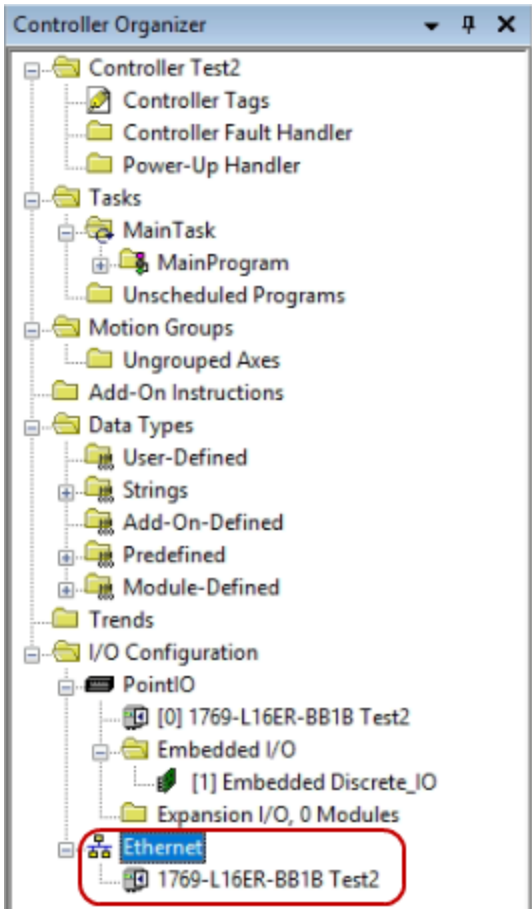 Controller Organizer
Controller Test2
Controller Tags
Controller Fault Handler
Power-Up Handler
Tasks
MainTask
MainProgram
Unscheduled Programs
Motion Groups
Ungrouped Axes
Add-On Instructions
Data Types
User-Defined
Strings
Add-On-Defined
Predefined
Module-Defined
Trends
I/O Configuration
PointIO
[0] 1769-L16ER-BB1B Test2
Embedded I/O
[1] Embedded Discrete_IO
Expansion I/O, 0 Modules
Ethernet
1769-L16ER-BB1B Test2